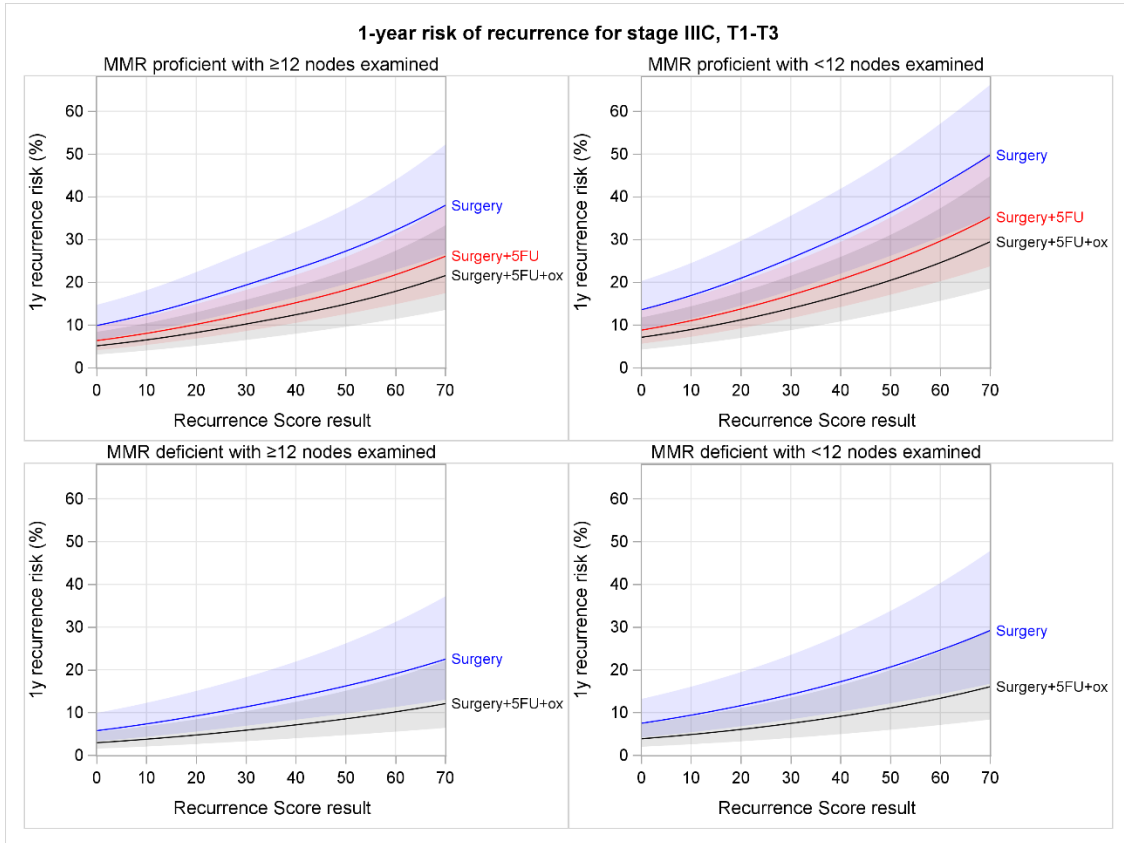 1-year risk of recurrence for stage IIIC, T1-T3
MMR proficient with ≥12 nodes examined
1y recurrence risk (%)
60
50
40
30
20
10
0
Surgery
Surgery+5FU
Surgery+5FU+ox
0 10 20 30 40 50 60 70
Recurrence Score result
MMR proficient with <12 nodes examined
1y recurrence risk (%)
60
50
40
30
20
10
0
Surgery
Surgery+5FU
Surgery+5FU+ox
0 10 20 30 40 50 60 70
Recurrence Score result
MMR deficient with ≥12 nodes examined
1y recurrence risk (%)
60
50
40
30
20
10
0
Surgery
Surgery+5FU+ox
0 10 20 30 40 50 60 70
Recurrence Score result
MMR deficient with <12 nodes examined
1y recurrence risk (%)
60
50
40
30
20
10
0
Surgery
Surgery+5FU+ox
0 10 20 30 40 50 60 70
Recurrence Score result